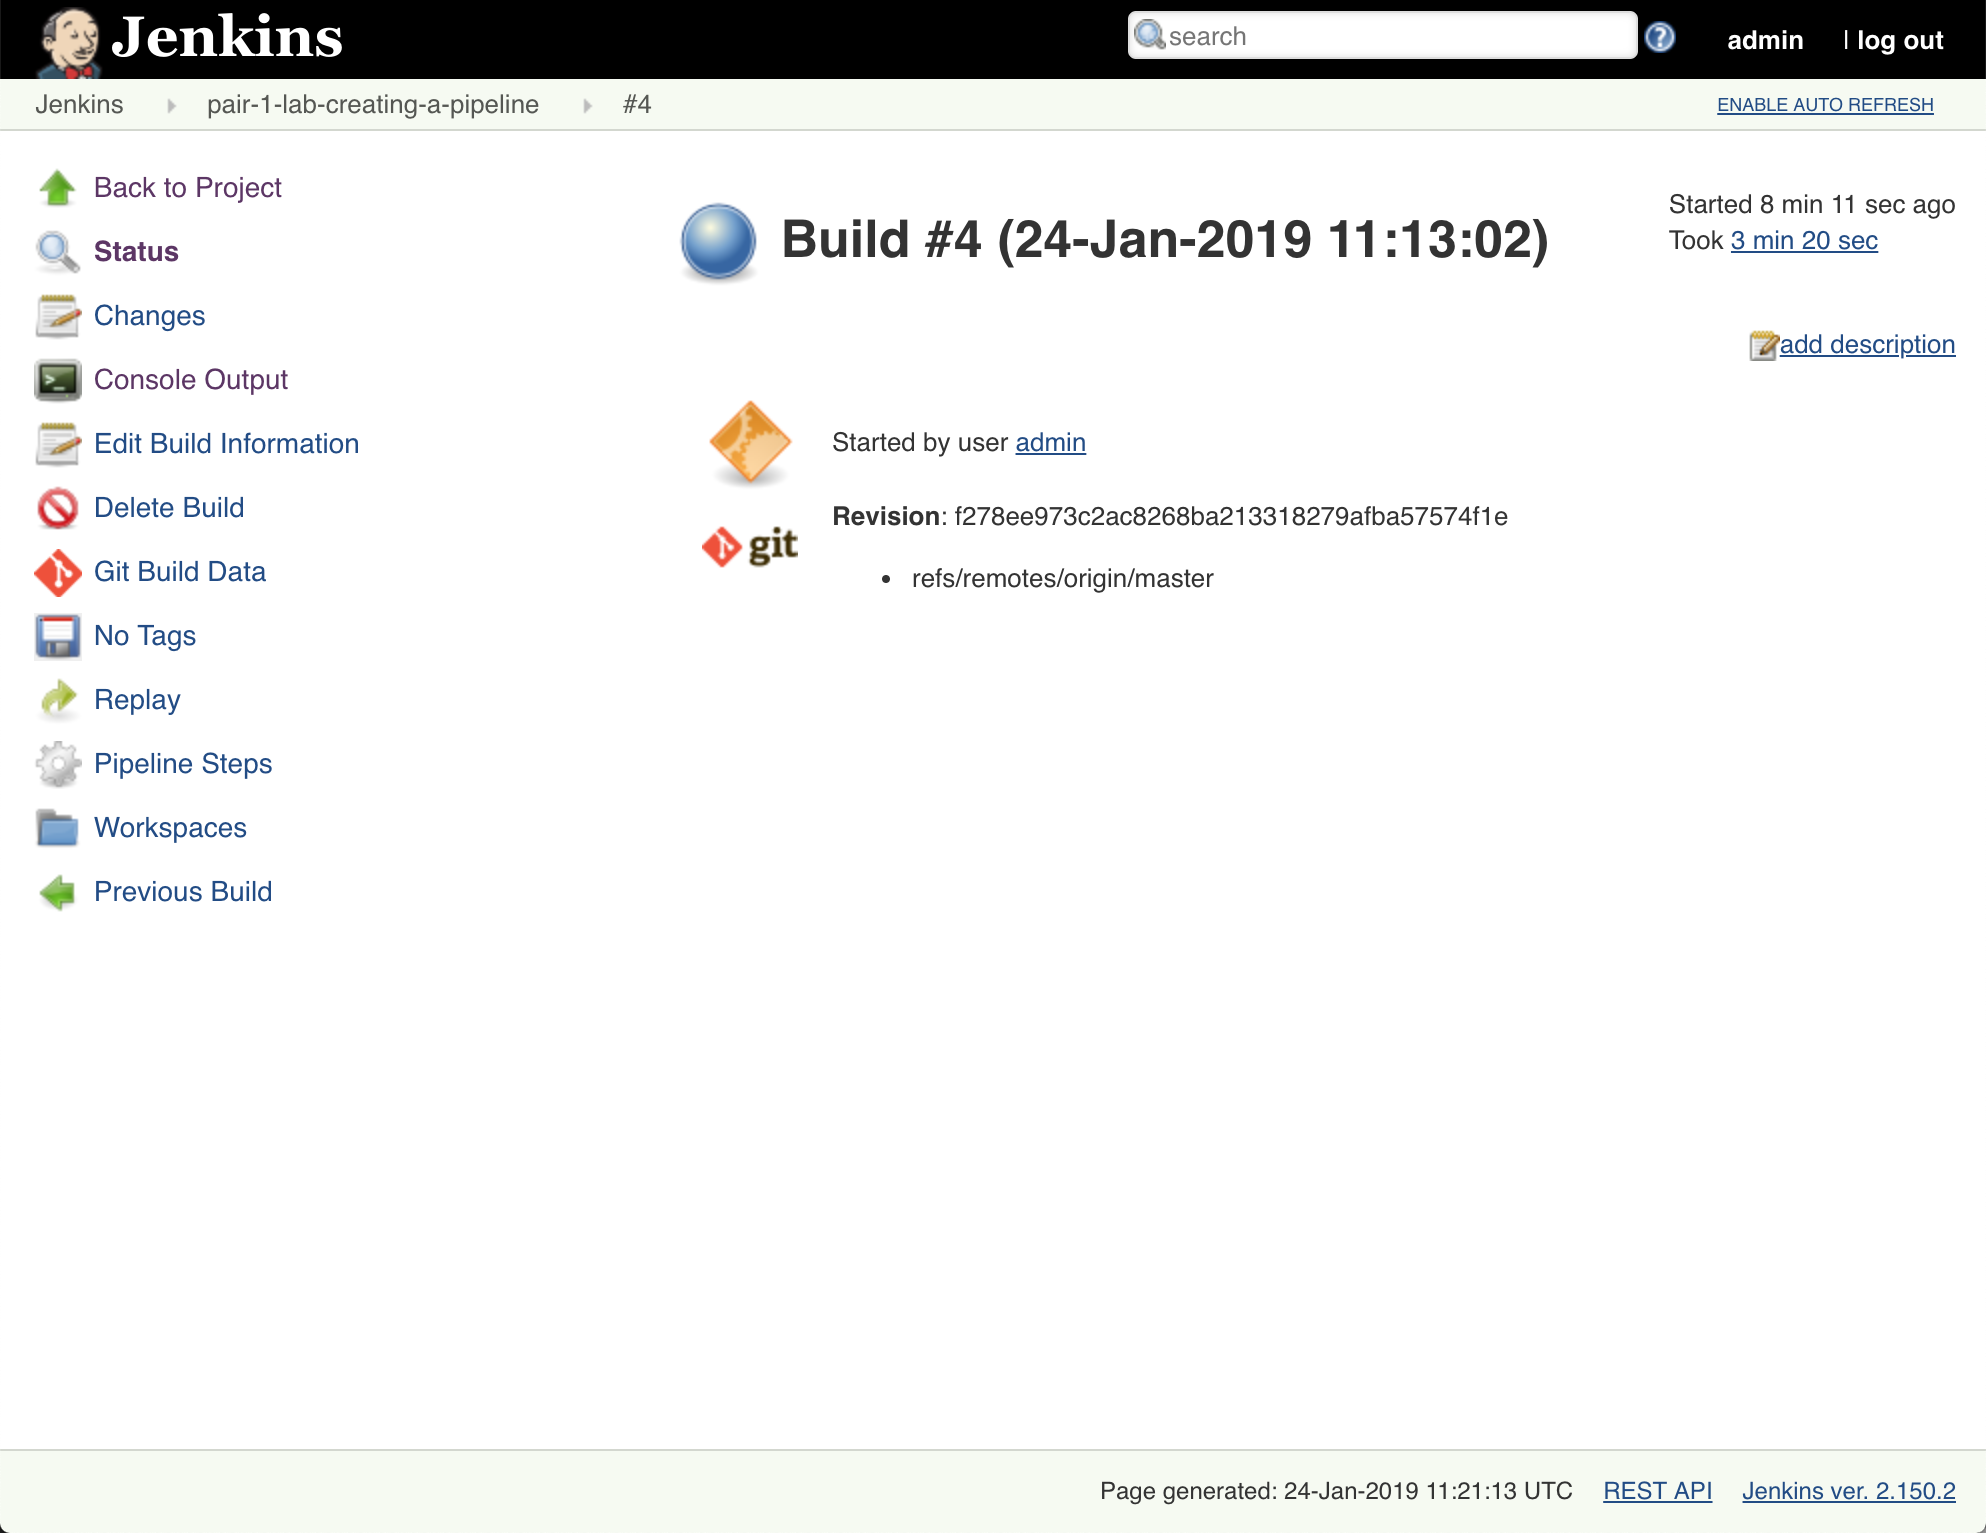 Jenkins
search
admin
| log out
Jenkins
pair-1-lab-creating-a-pipeline
#4
ENABLE AUTO REFRESH
Back to Project
Status
Changes
Console Output
Edit Build Information
Delete Build
Git Build Data
No Tags
Replay
Pipeline Steps
Workspaces
Previous Build
Build #4 (24-Jan-2019 11:13:02)
Started 8 min 11 sec ago
Took 3 min 20 sec
add description
Started by user admin
git
Revision: f278ee973c2ac8268ba213318279afba57574f1e
• refs/remotes/origin/master
Page generated: 24-Jan-2019 11:21:13 UTC
REST API
Jenkins ver. 2.150.2